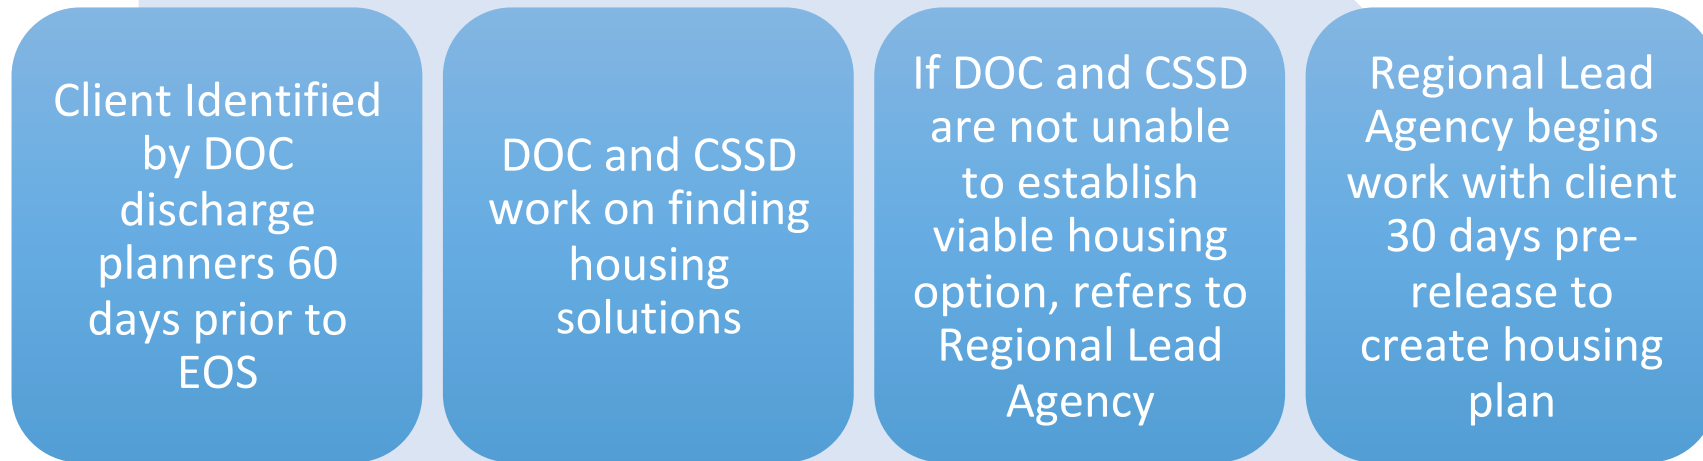 Client Identified
by DOC
discharge
planners 60
days prior to
EOS
DOC and CSSD
work on finding
housing
solutions
If DOC and CSSD
are not unable
to establish
viable housing
option, refers to
Regional Lead
Agency
Regional Lead
Agency begins
work with client
30 days pre-
release to
create housing
plan